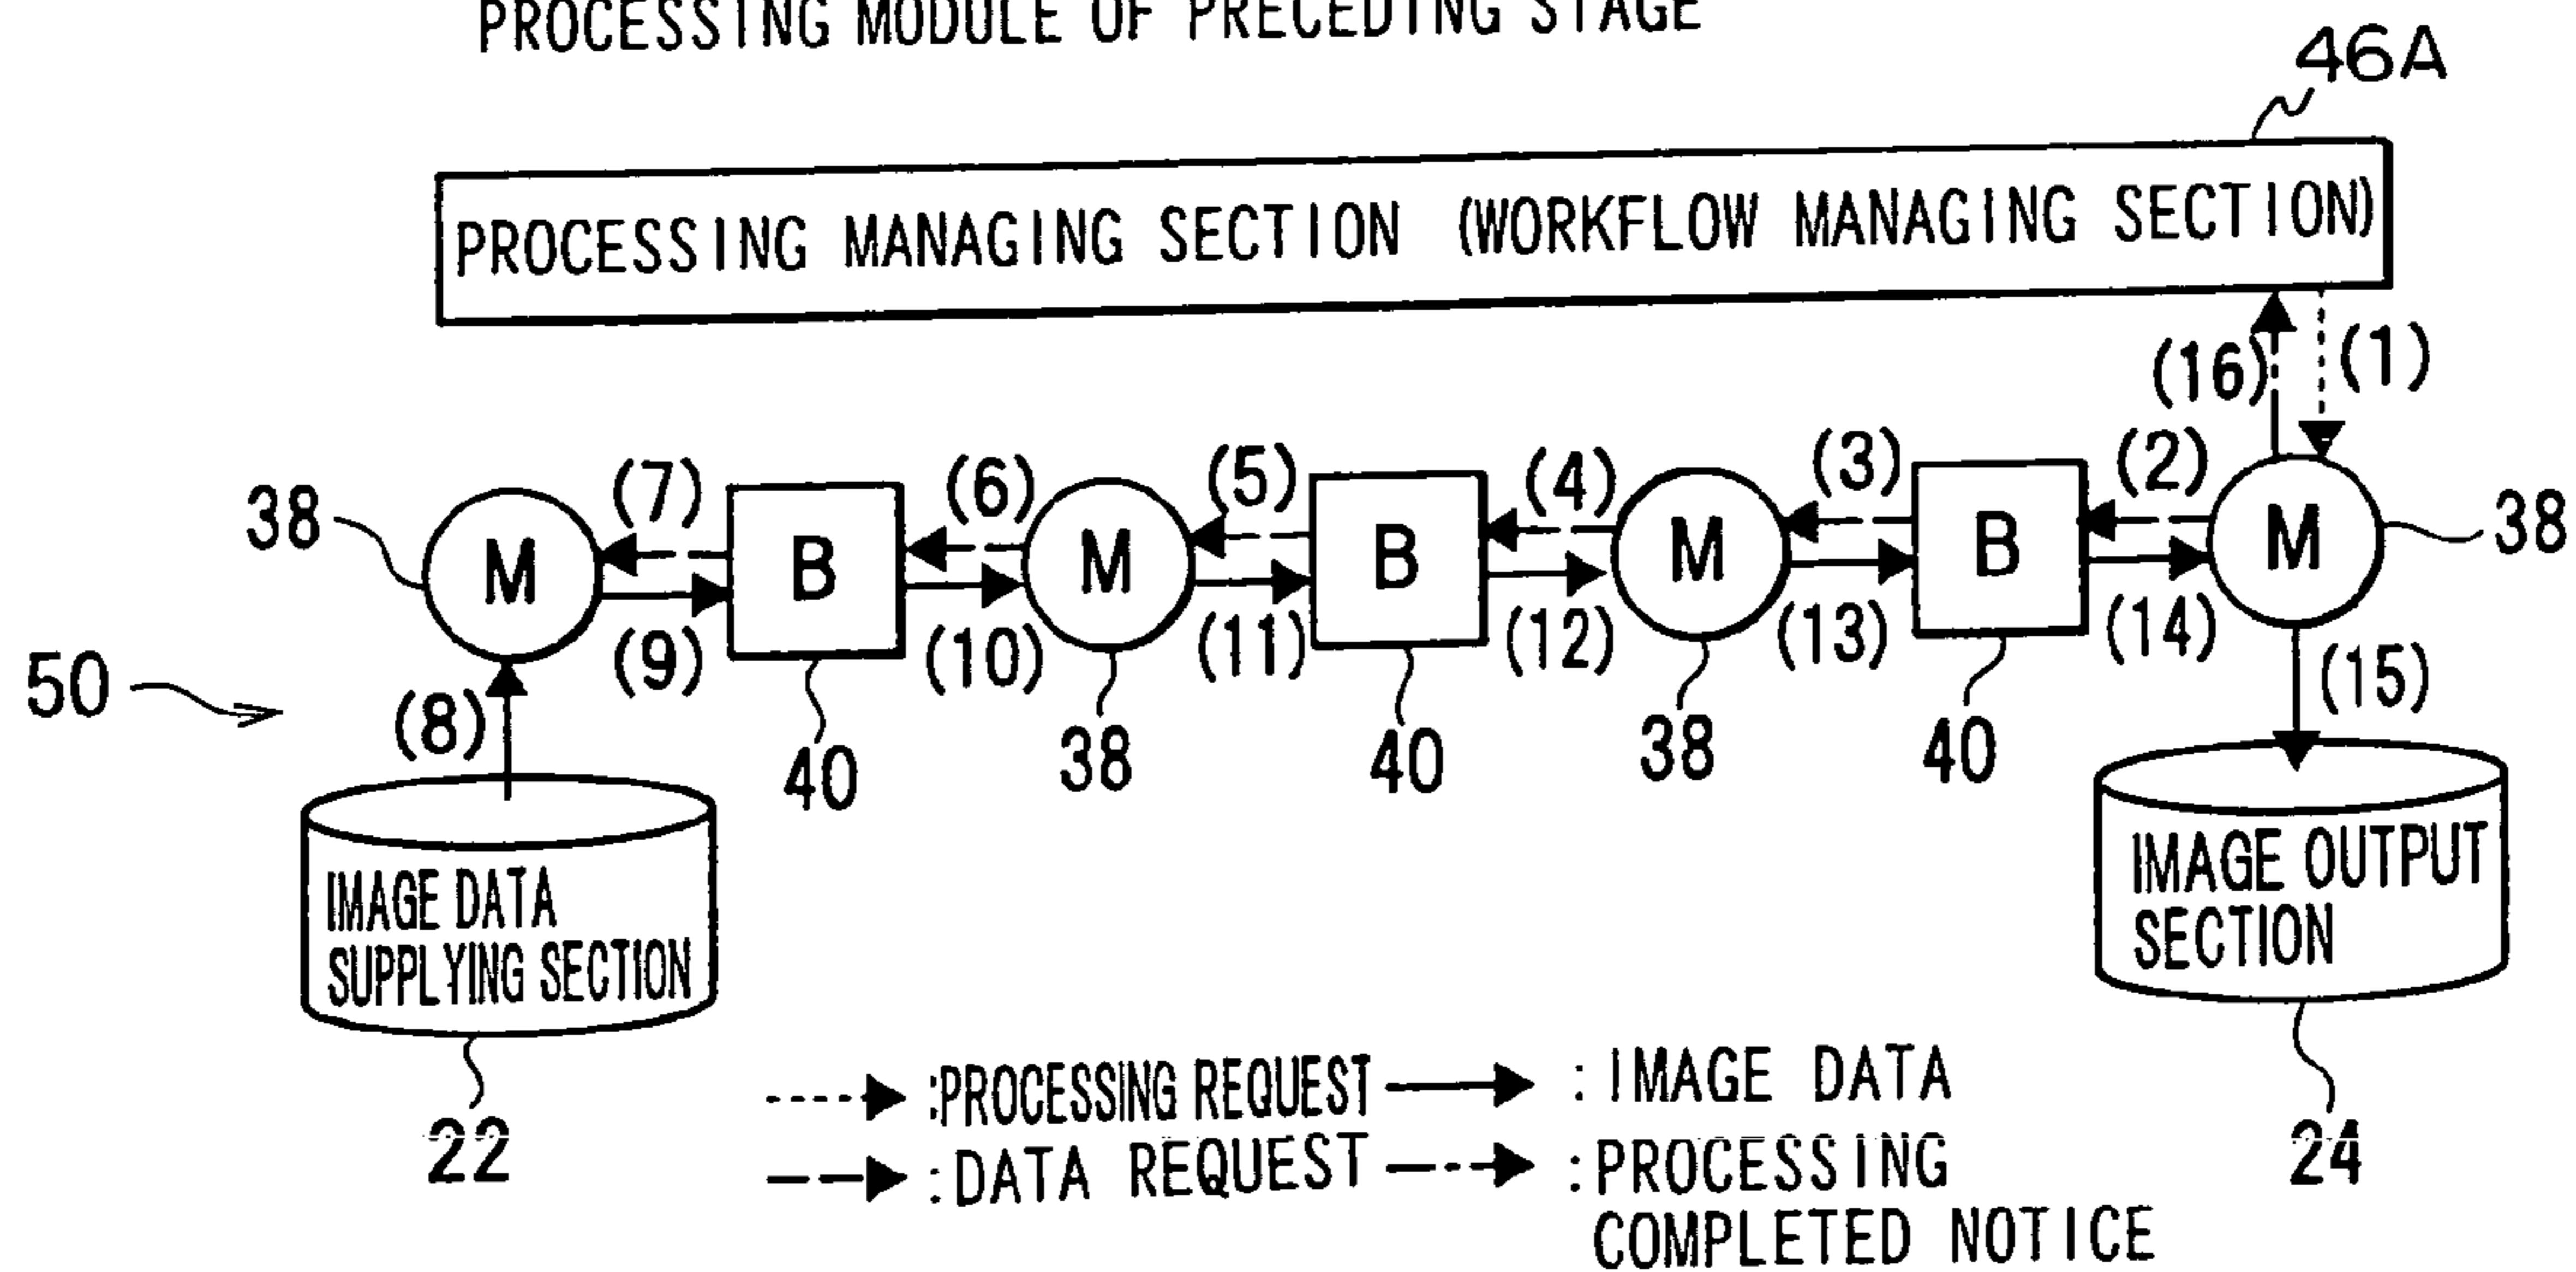 PROCESSING MODULE OF PRECEDING STAGE
46A
PROCESSING MANAGING SECTION (WORKFLOW MANAGING SECTION)
(16) (1)
(7) (6) (5) (4) (3) (2)
38 M B M B M B M 38
(9) (10) (11) (12) (13) (14)
50 (8) 40 38 40 38 40 (15)
IMAGE DATA
SUPPLYING SECTION
IMAGE OUTPUT
SECTION
22
24
:PROCESSING REQUEST : IMAGE DATA
:DATA REQUEST :PROCESSING
COMPLETED NOTICE